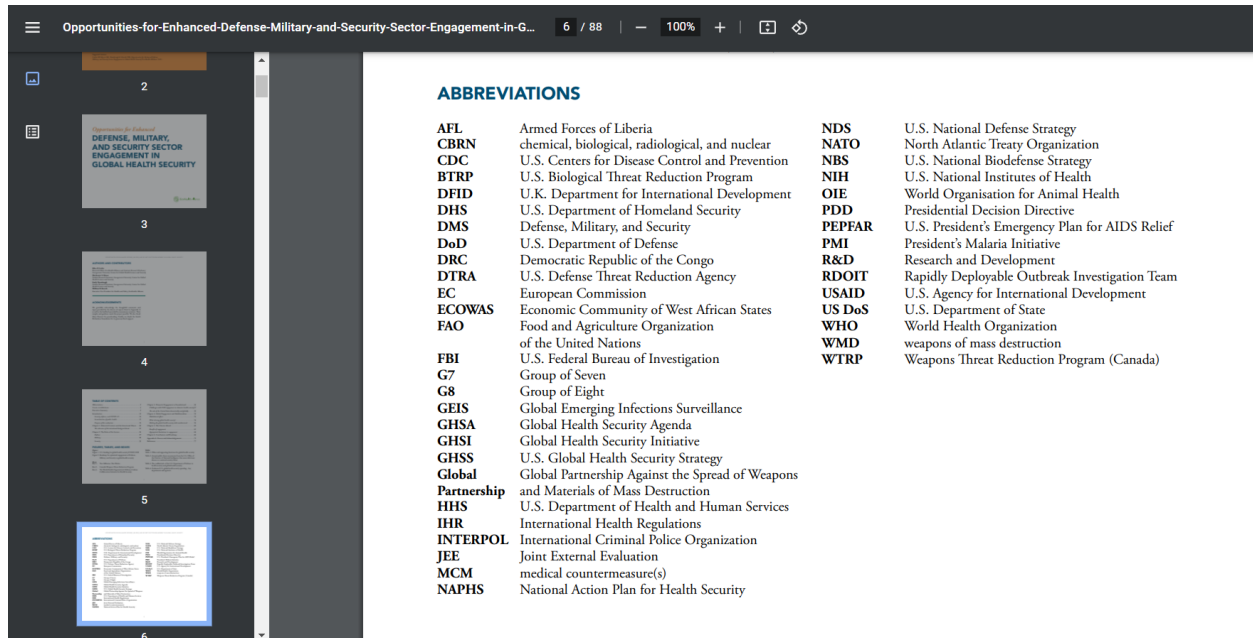 Opportunities-for-Enhanced-Defense-Military-and-Security-Sector-Engagement-in-G...
6 / 88
100%
2
Opportunities for Enhanced
DEFENSE, MILITARY,
AND SECURITY SECTOR
ENGAGEMENT IN
GLOBAL HEALTH SECURITY
3
4
5
6
ABBREVIATIONS
AFL Armed Forces of Liberia
CBRN chemical, biological, radiological, and nuclear
CDC U.S. Centers for Disease Control and Prevention
BTRP U.S. Biological Threat Reduction Program
DFID U.K. Department for International Development
DHS U.S. Department of Homeland Security
DMS Defense, Military, and Security
DoD U.S. Department of Defense
DRC Democratic Republic of the Congo
DTRA U.S. Defense Threat Reduction Agency
EC European Commission
ECOWAS Economic Community of West African States
FAO Food and Agriculture Organization
of the United Nations
FBI U.S. Federal Bureau of Investigation
G7 Group of Seven
G8 Group of Eight
GEIS Global Emerging Infections Surveillance
GHSA Global Health Security Agenda
GHSI Global Health Security Initiative
GHSS U.S. Global Health Security Strategy
Global Global Partnership Against the Spread of Weapons
Partnership and Materials of Mass Destruction
HHS U.S. Department of Health and Human Services
IHR International Health Regulations
INTERPOL International Criminal Police Organization
JEE Joint External Evaluation
MCM medical countermeasure(s)
NAPHS National Action Plan for Health Security
NDS U.S. National Defense Strategy
NATO North Atlantic Treaty Organization
NBS U.S. National Biodefense Strategy
NIH U.S. National Institutes of Health
OIE World Organisation for Animal Health
PDD Presidential Decision Directive
PEPFAR U.S. President's Emergency Plan for AIDS Relief
PMI President's Malaria Initiative
R&D Research and Development
RDOIT Rapidly Deployable Outbreak Investigation Team
USAID U.S. Agency for International Development
US DoS U.S. Department of State
WHO World Health Organization
WMD weapons of mass destruction
WTRP Weapons Threat Reduction Program (Canada)